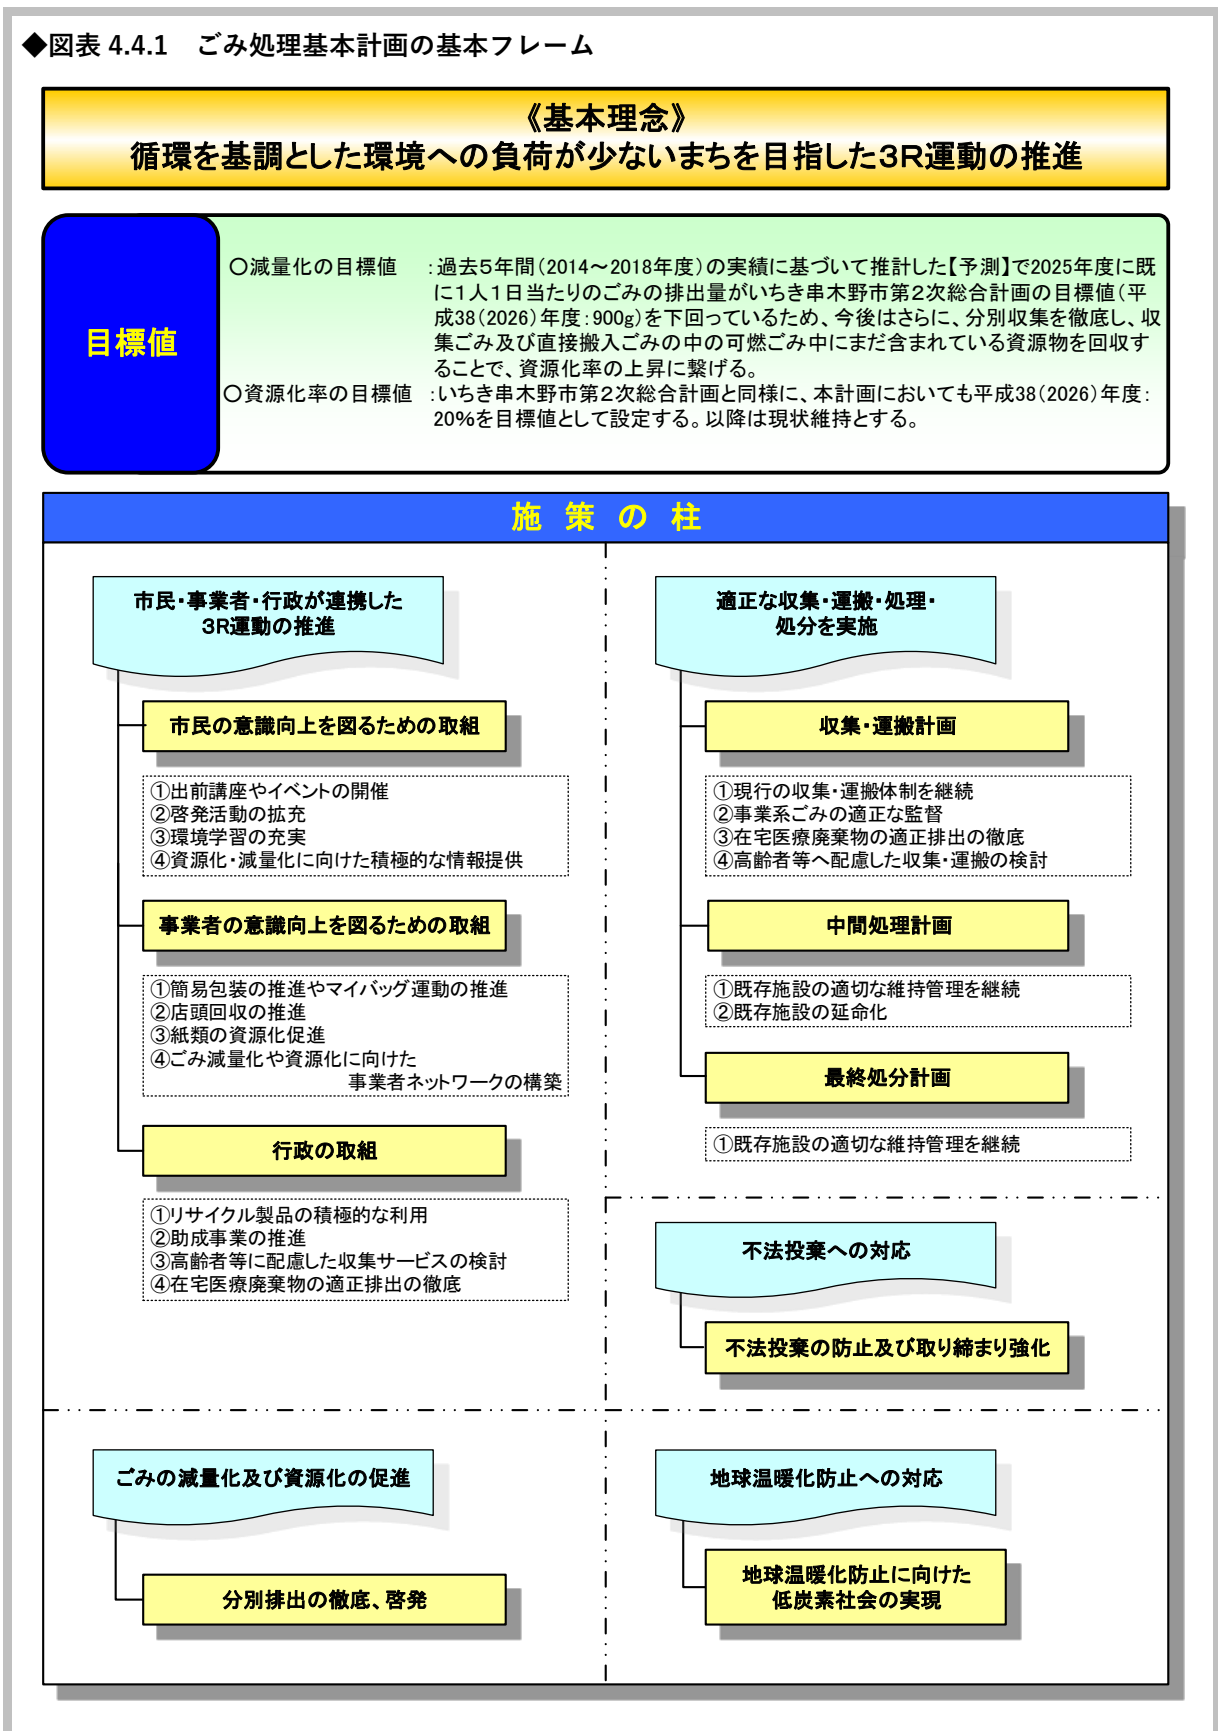 ◆図表 4.4.1　ごみ処理基本計画の基本フレーム
《基本理念》
循環を基調とした環境への負荷が少ないまちを目指した3R運動の推進
目標値
○減量化の目標値　：過去５年間（2014～2018年度）の実績に基づいて推計した【予測】で2025年度に既
に１人１日当たりのごみの排出量がいちき串木野市第２次総合計画の目標値（平
成38（2026）年度：900g）を下回っているため、今後はさらに、分別収集を徹底し、収
集ごみ及び直接搬入ごみの中の可燃ごみ中にまだ含まれている資源物を回収す
ることで、資源化率の上昇に繋げる。
○資源化率の目標値　：いちき串木野市第２次総合計画と同様に、本計画においても平成38（2026）年度：
20％を目標値として設定する。以降は現状維持とする。
施　策　の　柱
市民・事業者・行政が連携した
3R運動の推進
市民の意識向上を図るための取組
①出前講座やイベントの開催
②啓発活動の拡充
③環境学習の充実
④資源化・減量化に向けた積極的な情報提供
事業者の意識向上を図るための取組
①簡易包装の推進やマイバッグ運動の推進
②店頭回収の推進
③紙類の資源化促進
④ごみ減量化や資源化に向けた
事業者ネットワークの構築
行政の取組
①リサイクル製品の積極的な利用
②助成事業の推進
③高齢者等に配慮した収集サービスの検討
④在宅医療廃棄物の適正排出の徹底
適正な収集・運搬・処理・
処分を実施
収集・運搬計画
①現行の収集・運搬体制を継続
②事業系ごみの適正な監督
③在宅医療廃棄物の適正排出の徹底
④高齢者等へ配慮した収集・運搬の検討
中間処理計画
①既存施設の適切な維持管理を継続
②既存施設の延命化
最終処分計画
①既存施設の適切な維持管理を継続
不法投棄への対応
不法投棄の防止及び取り締まり強化
ごみの減量化及び資源化の促進
分別排出の徹底、啓発
地球温暖化防止への対応
地球温暖化防止に向けた
低炭素社会の実現